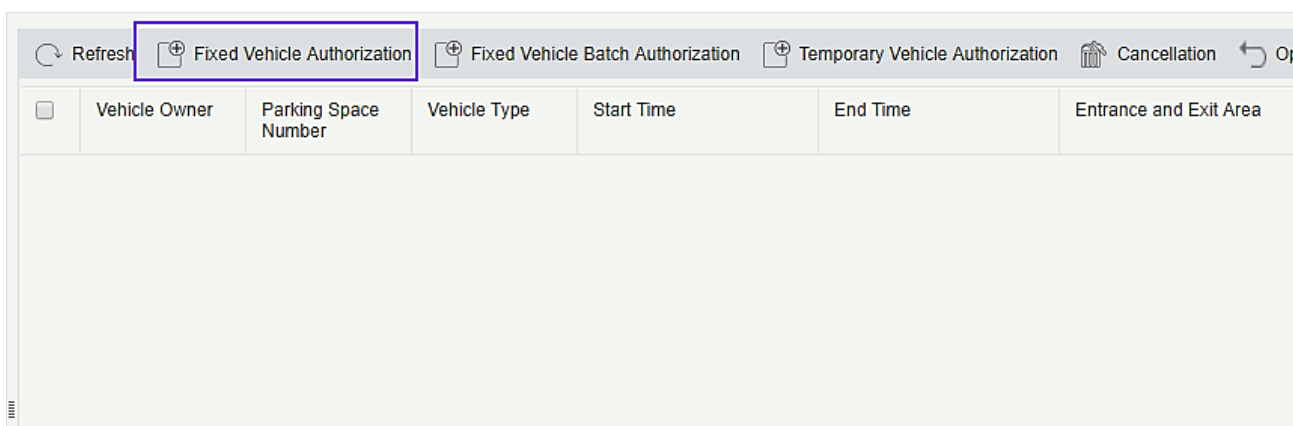 Refresh Fixed Vehicle Authorization Fixed Vehicle Batch Authorization Temporary Vehicle Authorization Cancellation Op
Vehicle Owner Parking Space Vehicle Type Start Time End Time Entrance and Exit Area
Number